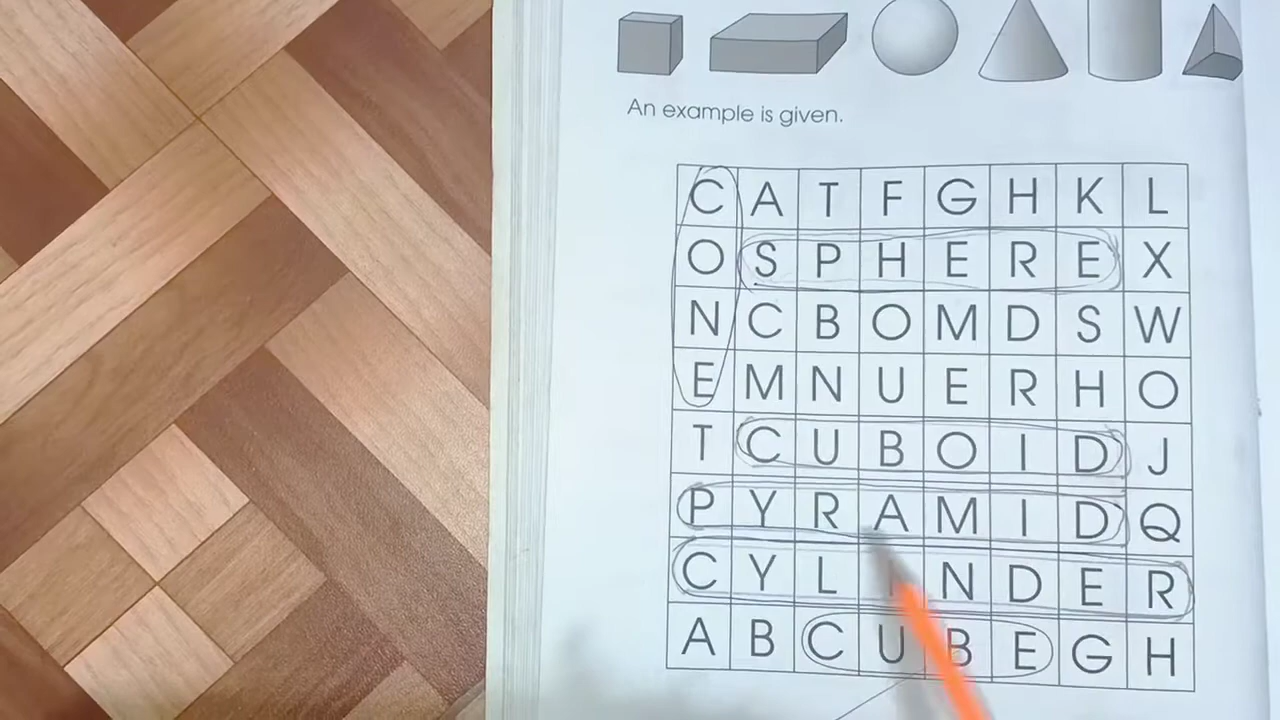 An example is given.
C A T F G H K L
O S P H E R E X
N C B O M D S W
E M N U E R H O
T C U B O I D J
P Y R A M I D Q
C Y L I N D E R
A B C U B E G H